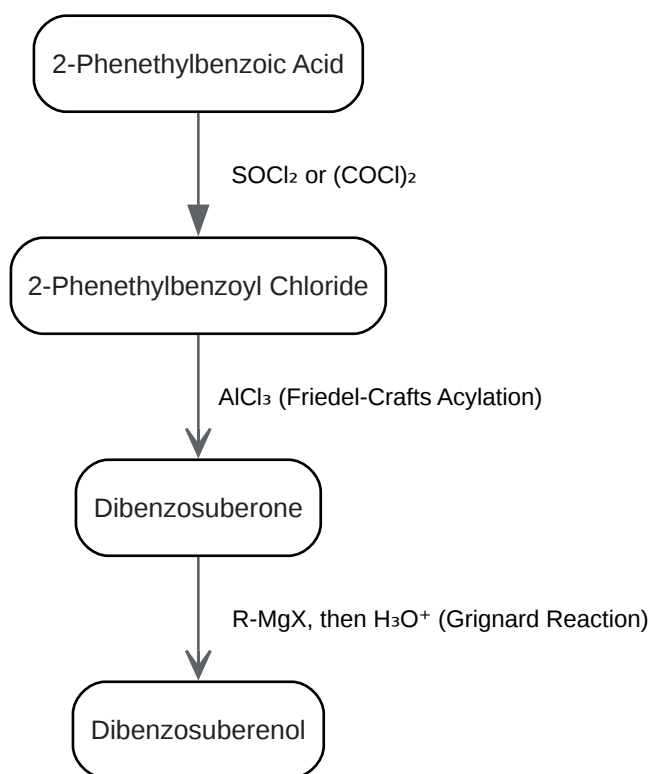 2-Phenethylbenzoic Acid
SOCl₂ or (COCl)₂
2-Phenethylbenzoyl Chloride
AlCl₃ (Friedel-Crafts Acylation)
Dibenzosuberone
R-MgX, then H₃O⁺ (Grignard Reaction)
Dibenzosuberenol